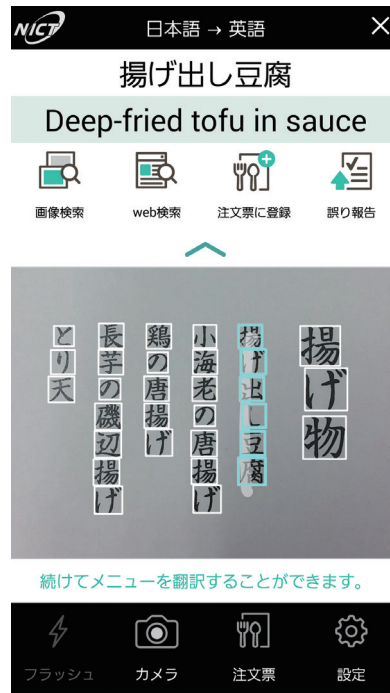 NICT
日本語 → 英語
揚げ出し豆腐
Deep-fried tofu in sauce
画像検索
web検索
注文票に登録
誤り報告
揚げ物
揚げ出し豆腐
小海老の唐揚げ
鶏の唐揚げ
長芋の磯辺揚げ
とり天
続けてメニューを翻訳することができます。
フラッシュ
カメラ
注文票
設定